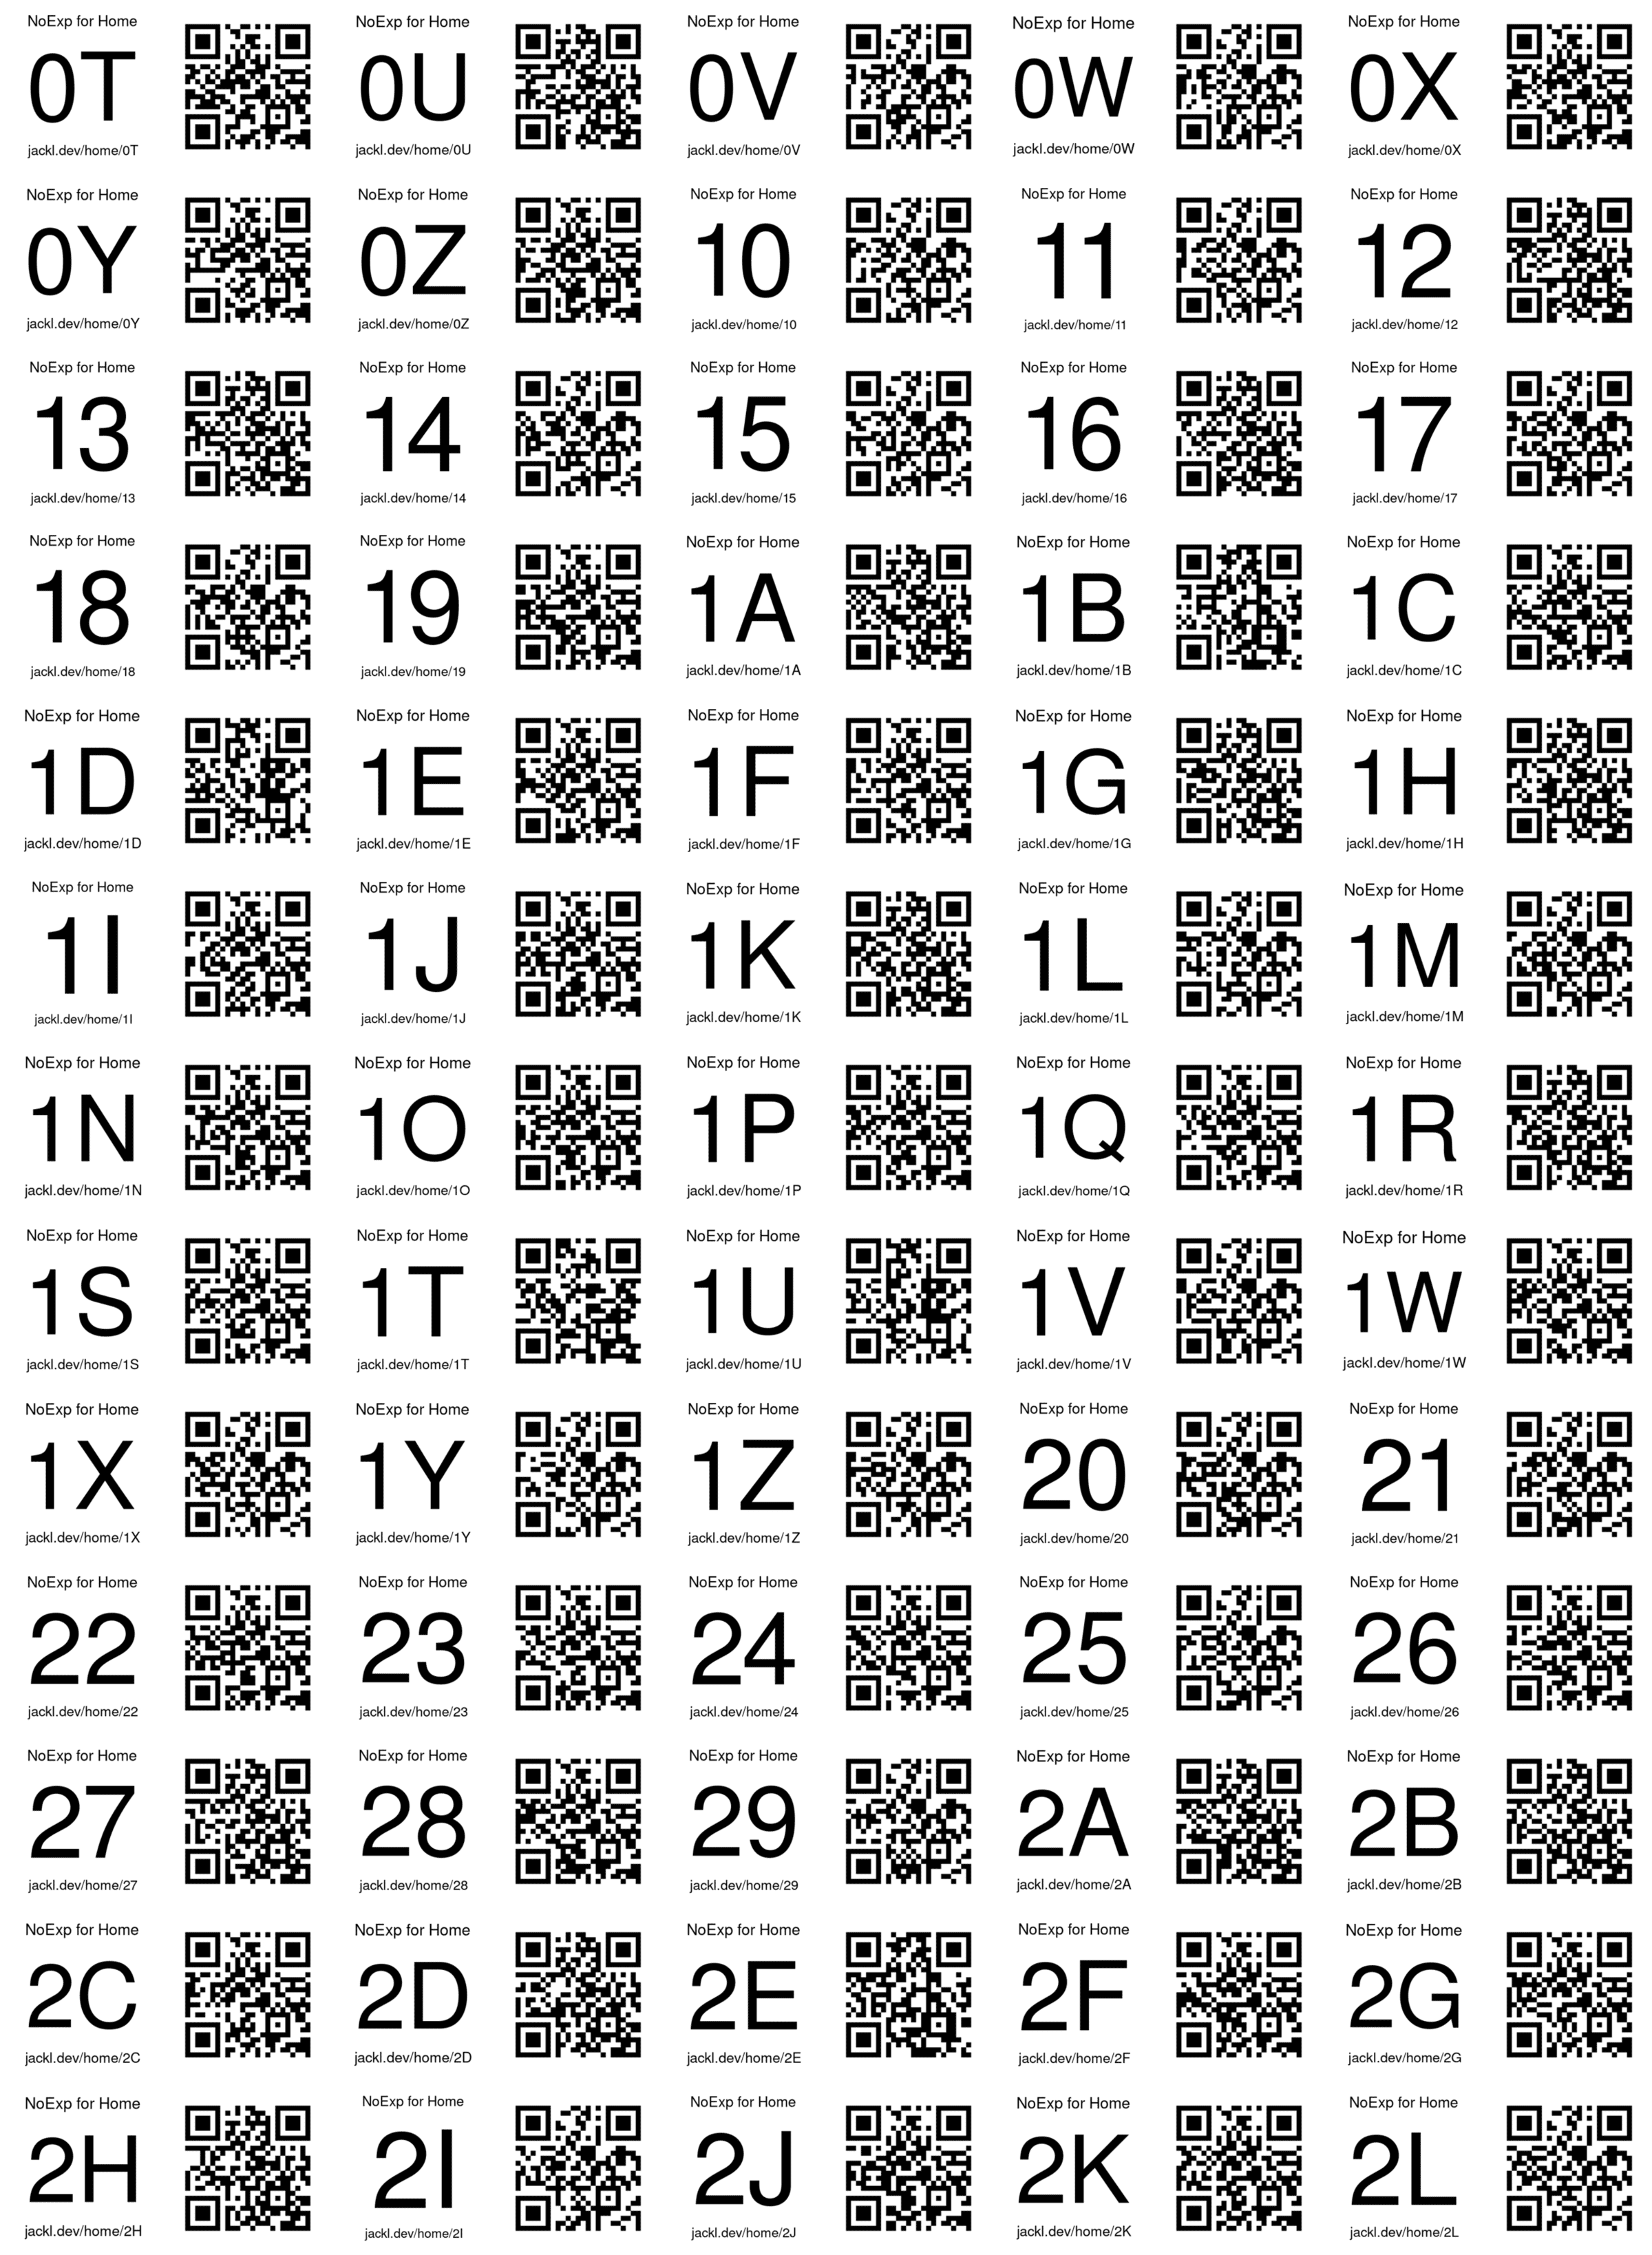 NoExp for Home NoExp for Home NoExp for Home NoExp for Home NoExp for Home
0T 0U 0V 0W 0X
jackl.dev/home/0T jackl.dev/home/0U jackl.dev/home/0V jackl.dev/home/0W jackl.dev/home/0X
NoExp for Home NoExp for Home NoExp for Home NoExp for Home NoExp for Home
0Y 0Z 10 11 12
jackl.dev/home/0Y jackl.dev/home/0Z jackl.dev/home/10 jackl.dev/home/11 jackl.dev/home/12
NoExp for Home NoExp for Home NoExp for Home NoExp for Home NoExp for Home
13 14 15 16 17
jackl.dev/home/13 jackl.dev/home/14 jackl.dev/home/15 jackl.dev/home/16 jackl.dev/home/17
NoExp for Home NoExp for Home NoExp for Home NoExp for Home NoExp for Home
18 19 1A 1B 1C
jackl.dev/home/18 jackl.dev/home/19 jackl.dev/home/1A jackl.dev/home/1B jackl.dev/home/1C
NoExp for Home NoExp for Home NoExp for Home NoExp for Home NoExp for Home
1D 1E 1F 1G 1H
jackl.dev/home/1D jackl.dev/home/1E jackl.dev/home/1F jackl.dev/home/1G jackl.dev/home/1H
NoExp for Home NoExp for Home NoExp for Home NoExp for Home NoExp for Home
1I 1J 1K 1L 1M
jackl.dev/home/1I jackl.dev/home/1J jackl.dev/home/1K jackl.dev/home/1L jackl.dev/home/1M
NoExp for Home NoExp for Home NoExp for Home NoExp for Home NoExp for Home
1N 1O 1P 1Q 1R
jackl.dev/home/1N jackl.dev/home/1O jackl.dev/home/1P jackl.dev/home/1Q jackl.dev/home/1R
NoExp for Home NoExp for Home NoExp for Home NoExp for Home NoExp for Home
1S 1T 1U 1V 1W
jackl.dev/home/1S jackl.dev/home/1T jackl.dev/home/1U jackl.dev/home/1V jackl.dev/home/1W
NoExp for Home NoExp for Home NoExp for Home NoExp for Home NoExp for Home
1X 1Y 1Z 20 21
jackl.dev/home/1X jackl.dev/home/1Y jackl.dev/home/1Z jackl.dev/home/20 jackl.dev/home/21
NoExp for Home NoExp for Home NoExp for Home NoExp for Home NoExp for Home
22 23 24 25 26
jackl.dev/home/22 jackl.dev/home/23 jackl.dev/home/24 jackl.dev/home/25 jackl.dev/home/26
NoExp for Home NoExp for Home NoExp for Home NoExp for Home NoExp for Home
27 28 29 2A 2B
jackl.dev/home/27 jackl.dev/home/28 jackl.dev/home/29 jackl.dev/home/2A jackl.dev/home/2B
NoExp for Home NoExp for Home NoExp for Home NoExp for Home NoExp for Home
2C 2D 2E 2F 2G
jackl.dev/home/2C jackl.dev/home/2D jackl.dev/home/2E jackl.dev/home/2F jackl.dev/home/2G
NoExp for Home NoExp for Home NoExp for Home NoExp for Home NoExp for Home
2H 2I 2J 2K 2L
jackl.dev/home/2H jackl.dev/home/2I jackl.dev/home/2J jackl.dev/home/2K jackl.dev/home/2L